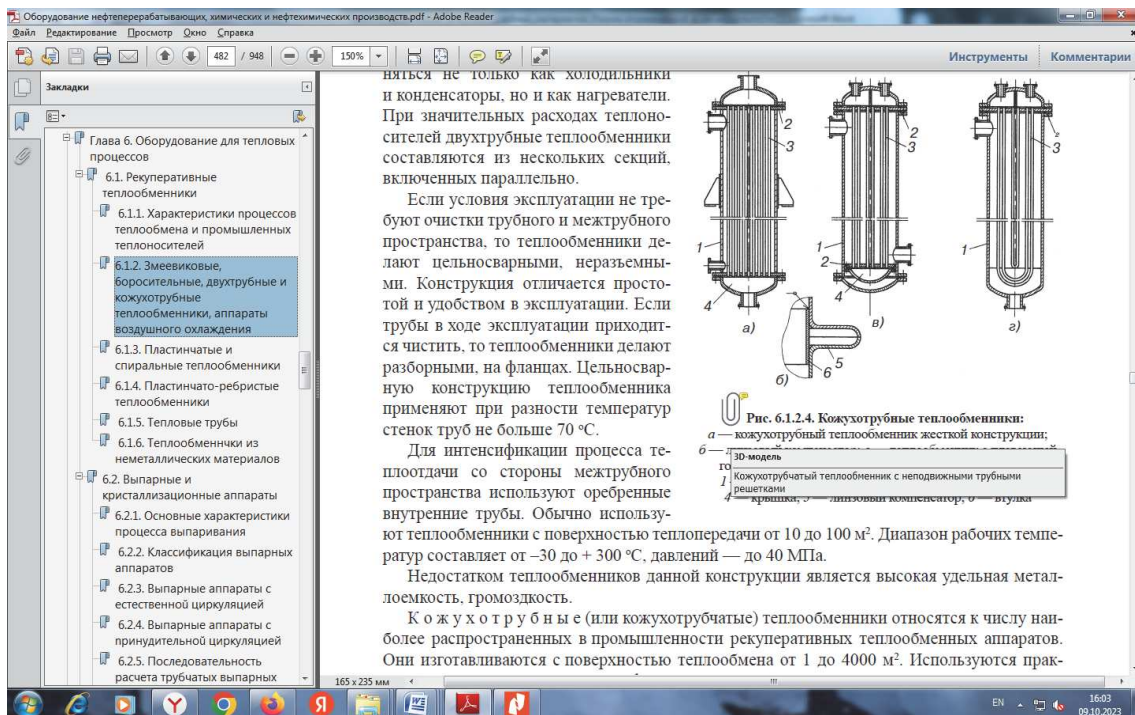 Оборудование нефтеперерабатывающих, химических и нефтехимических производств.pdf - Adobe Reader
Файл Редактирование Просмотр Окно Справка
482 / 948 150% Инструменты Комментарии
Закладки
Глава 6. Оборудование для тепловых
процессов
6.1. Рекуперативные
теплообменники
6.1.1. Характеристики процессов
теплообмена и промышленных
теплоносителей
6.1.2. Змеевиковые,
боросительные, двухтрубные и
кожухотрубные
теплообменники, аппараты
воздушного охлаждения
6.1.3. Пластинчатые и
спиральные теплообменники
6.1.4. Пластинчато-ребристые
теплообменники
6.1.5. Тепловые трубы
6.1.6. Теплообменнчки из
неметаллических материалов
6.2. Выпарные и
кристаллизационные аппараты
6.2.1. Основные характеристики
процесса выпаривания
6.2.2. Классификация выпарных
аппаратов
6.2.3. Выпарные аппараты с
естественной циркуляцией
6.2.4. Выпарные аппараты с
принудительной циркуляцией
6.2.5. Последовательность
расчета трубчатых выпарных
няться не только как холодильники
и конденсаторы, но и как нагреватели.
При значительных расходах теплоно-
сителей двухтрубные теплообменники
составляются из нескольких секций,
включенных параллельно.
Если условия эксплуатации не тре-
буют очистки трубного и межтрубного
пространства, то теплообменники де-
лают цельносварными, неразъемны-
ми. Конструкция отличается просто-
той и удобством в эксплуатации. Если
трубы в ходе эксплуатации приходит-
ся чистить, то теплообменники делают
разборными, на фланцах. Цельносвар-
ную конструкцию теплообменника
применяют при разности температур
стенок труб не больше 70 °С.
Для интенсификации процесса те-
плоотдачи со стороны межтрубного
пространства используют оребренные
внутренние трубы. Обычно использу-
ют теплообменники с поверхностью теплопередачи от 10 до 100 м². Диапазон рабочих темпе-
ратур составляет от –30 до + 300 °С, давлений — до 40 МПа.
Недостатком теплообменников данной конструкции является высокая удельная метал-
лоемкость, громоздкость.
Кожухотрубные (или кожухотрубчатые) теплообменники относятся к числу наи-
более распространенных в промышленности рекуперативных теплообменных аппаратов.
Они изготавливаются с поверхностью теплообмена от 1 до 4000 м². Используются прак-
2 2 2
3 3 3
1 1 1
2
4 4
а) в) г)
5
б) 6
Рис. 6.1.2.4. Кожухотрубные теплообменники:
а — кожухотрубный теплообменник жесткой конструкции;
б —
3D-модель
го
Кожухотрубчатый теплообменник с неподвижными трубными
решетками
1
4 — крышка; 5 — линзовый компенсатор; 6 — втулка
165 x 235 мм
EN 16:03
09.10.2023